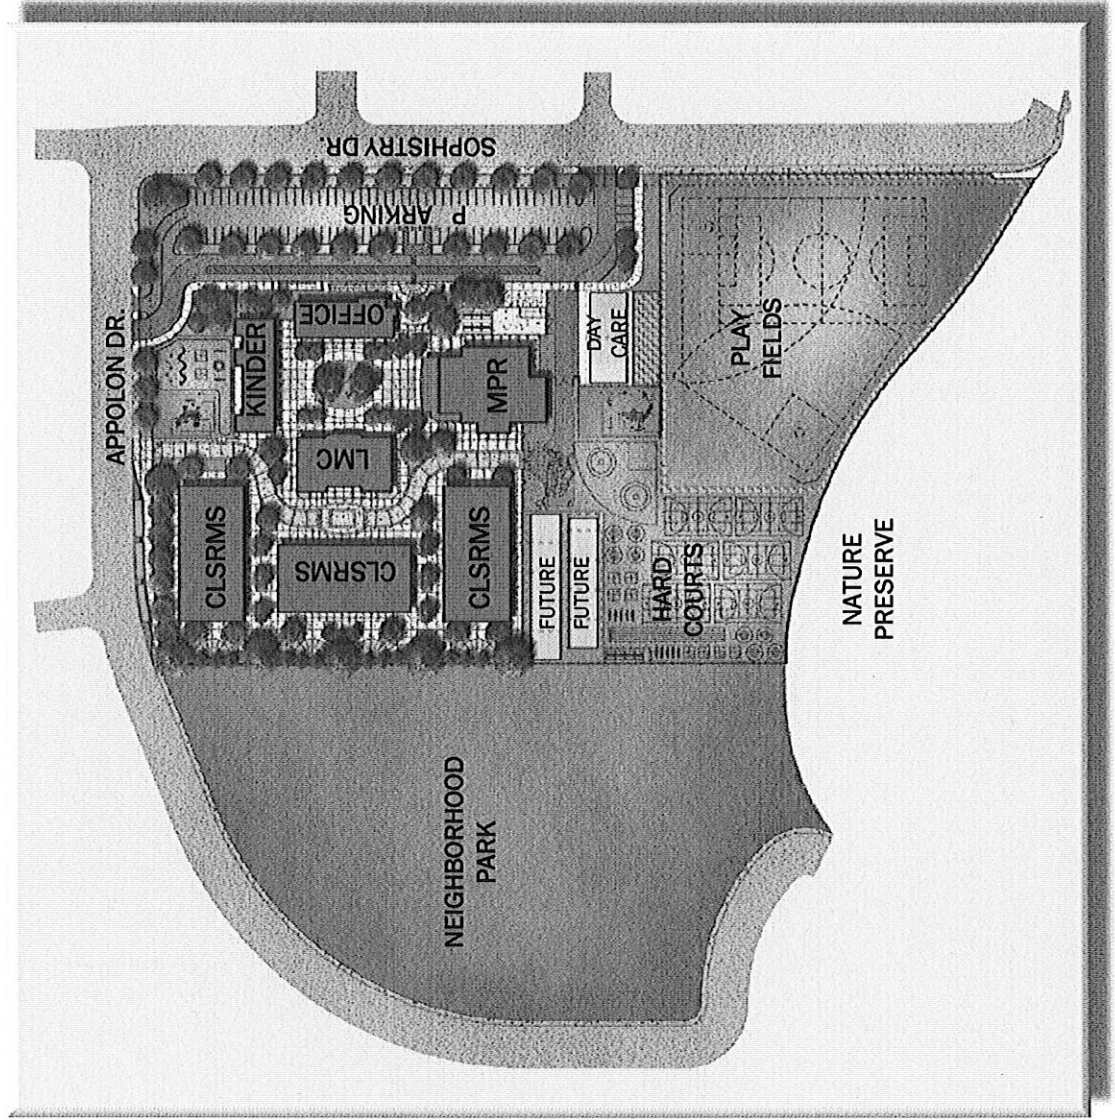 SOPHISTRY DR.
P ARKING
APPOLON DR.
OFFICE
KINDER
DAY
CARE
PLAY
FIELDS
MPR
LMC
CLSRMS
CLSRMS
CLSRMS
FUTURE
FUTURE
HARD
COURTS
NATURE
PRESERVE
NEIGHBORHOOD
PARK